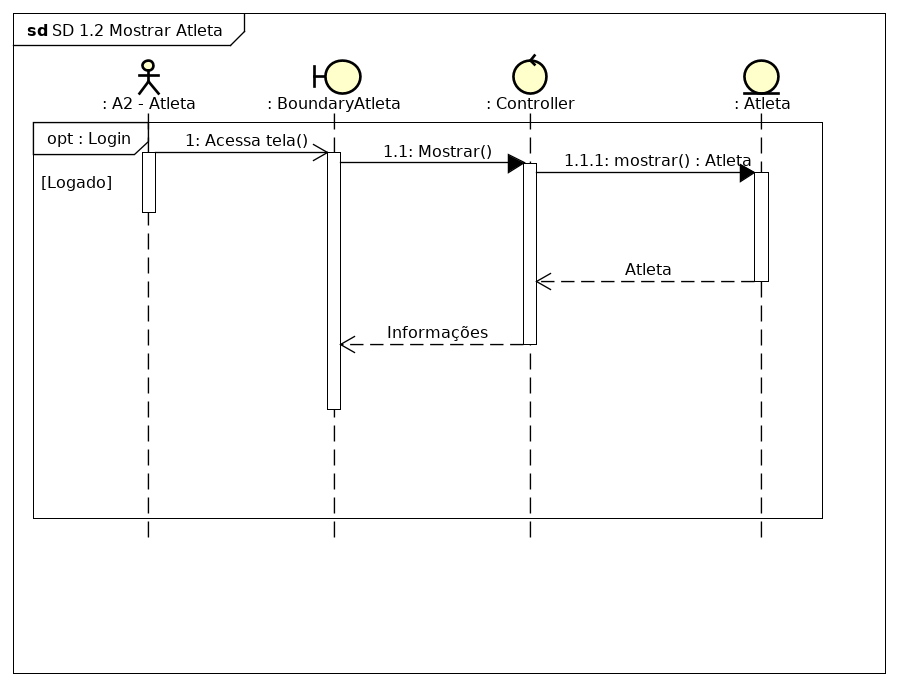 sd SD 1.2 Mostrar Atleta
: A2 - Atleta
: BoundaryAtleta
: Controller
: Atleta
opt : Login
[Logado]
1: Acessa tela()
1.1: Mostrar()
1.1.1: mostrar() : Atleta
Atleta
Informações